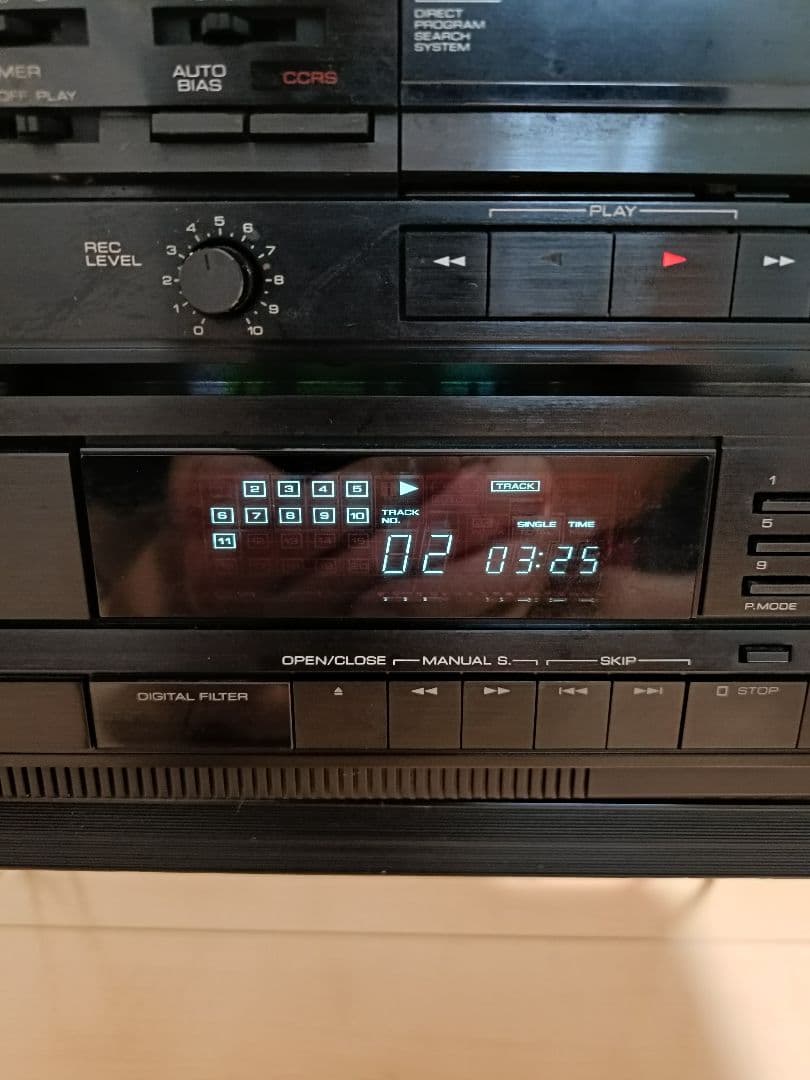 DIRECT
PROGRAM
SEARCH
SYSTEM
MER
OFF PLAY
AUTO
BIAS
CCRS
REC
LEVEL
0 1 2 3 4 5 6 7 8 9 10
PLAY
2 3 4 5
6 7 8 9 10
11
TRACK
TRACK
NO.
SINGLE TIME
02 03:25
1
5
9
P.MODE
OPEN/CLOSE MANUAL S. SKIP
DIGITAL FILTER
STOP